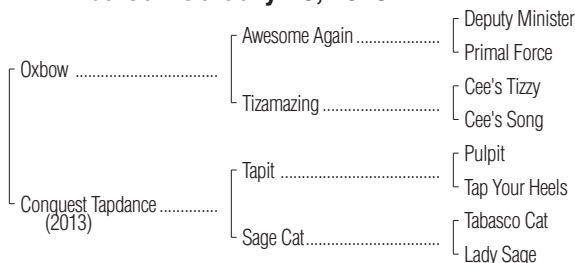 Oxbow
Conquest Tapdance
(2013)
Awesome Again
Tizamazing
Tapit
Sage Cat
Deputy Minister
Primal Force
Cee's Tizzy
Cee's Song
Pulpit
Tap Your Heels
Tabasco Cat
Lady Sage